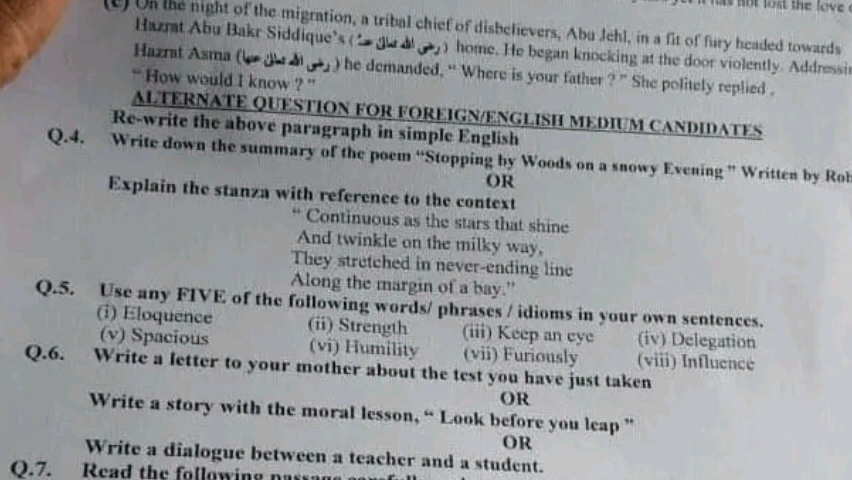 (c) On the night of the migration, a tribal chief of disbelievers, Abu Jehl, in a fit of fury headed towards
Hazrat Abu Bakr Siddique's (رضی اللہ تعالیٰ عنہ) home. He began knocking at the door violently.
Hazrat Asma (رضی اللہ تعالیٰ عنہا) he demanded, " Where is your father ? " She politely replied ,
" How would I know ? "
ALTERNATE QUESTION FOR FOREIGN/ENGLISH MEDIUM CANDIDATES
Re-write the above paragraph in simple English
Q.4. Write down the summary of the poem "Stopping by Woods on a snowy Evening " Written by
OR
Explain the stanza with reference to the context
" Continuous as the stars that shine
And twinkle on the milky way,
They stretched in never-ending line
Along the margin of a bay."
Q.5. Use any FIVE of the following words/ phrases / idioms in your own sentences.
(i) Eloquence (ii) Strength (iii) Keep an eye (iv) Delegation
(v) Spacious (vi) Humility (vii) Furiously (viii) Influence
Q.6. Write a letter to your mother about the test you have just taken
OR
Write a story with the moral lesson, " Look before you leap "
OR
Write a dialogue between a teacher and a student.
Q.7. Read the following passage